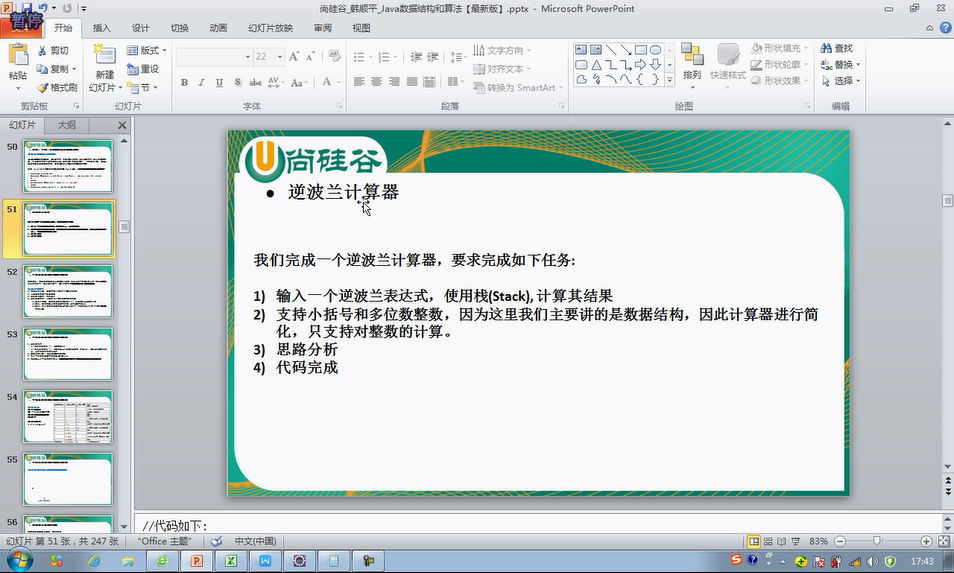 尚硅谷_韩顺平_Java数据结构和算法【最新版】.pptx - Microsoft PowerPoint
暂停
开始 插入 设计 切换 动画 幻灯片放映 审阅 视图
粘贴
剪切
复制
格式刷
剪贴板
新建
幻灯片
版式
重设
节
幻灯片
22
字体
文字方向
对齐文本
转换为 SmartArt
段落
排列
快速样式
形状填充
形状轮廓
形状效果
绘图
查找
替换
选择
编辑
幻灯片 大纲
50
51
52
53
54
55
56
尚硅谷
● 逆波兰计算器
我们完成一个逆波兰计算器，要求完成如下任务:
1) 输入一个逆波兰表达式，使用栈(Stack), 计算其结果
2) 支持小括号和多位数整数，因为这里我们主要讲的是数据结构，因此计算器进行简
化，只支持对整数的计算。
3) 思路分析
4) 代码完成
//代码如下:
幻灯片 第 51 张，共 247 张
"Office 主题"
中文(中国)
83%
17:43